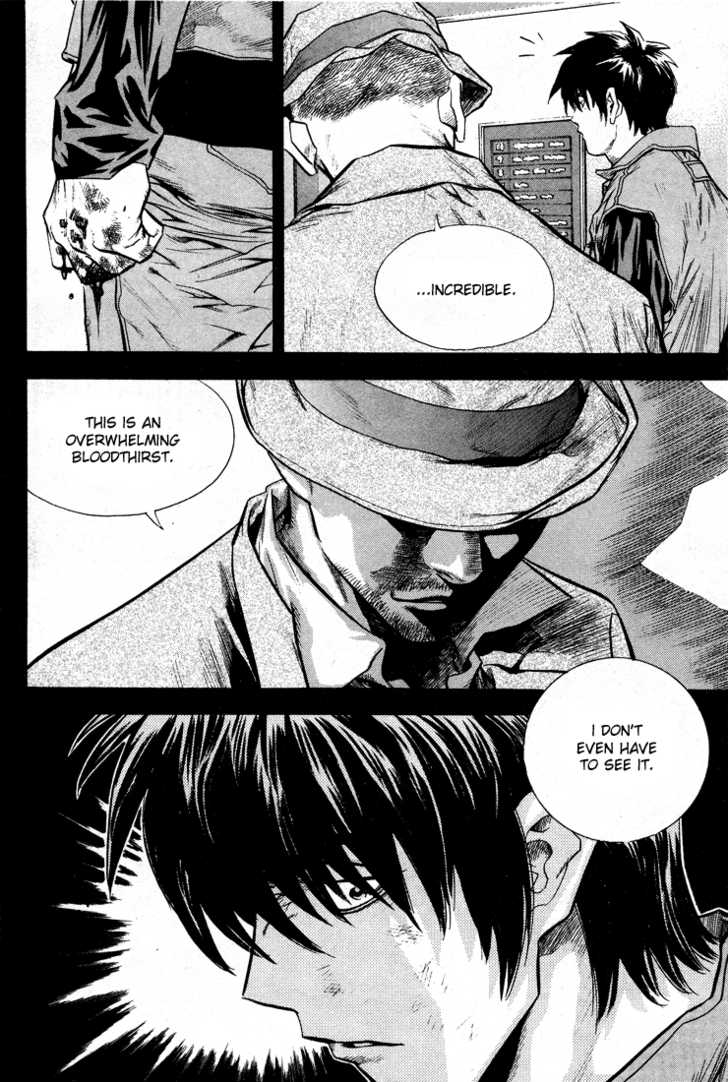 ...INCREDIBLE.
THIS IS AN
OVERWHELMING
BLOODTHIRST.
I DON'T
EVEN HAVE
TO SEE IT.